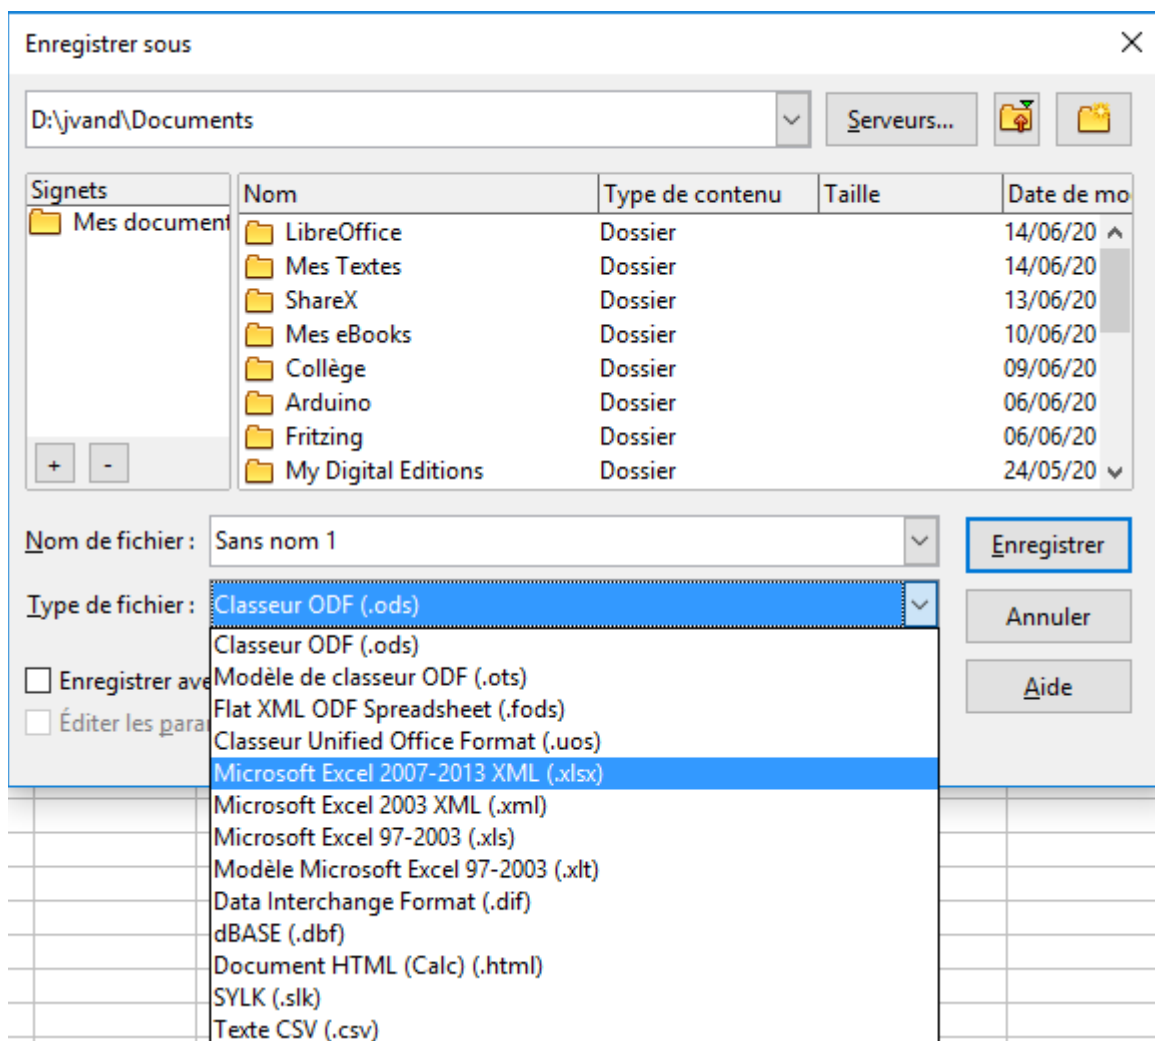 Enregistrer sous
D:\jvand\Documents
Serveurs...
Signets
Mes document
Nom Type de contenu Taille Date de mo
LibreOffice Dossier 14/06/20
Mes Textes Dossier 14/06/20
ShareX Dossier 13/06/20
Mes eBooks Dossier 10/06/20
Collège Dossier 09/06/20
Arduino Dossier 06/06/20
Fritzing Dossier 06/06/20
My Digital Editions Dossier 24/05/20
+ -
Nom de fichier : Sans nom 1
Enregistrer
Type de fichier : Classeur ODF (.ods)
Annuler
Classeur ODF (.ods)
Enregistrer ave
Modèle de classeur ODF (.ots)
Aide
Flat XML ODF Spreadsheet (.fods)
Éditer les parar
Classeur Unified Office Format (.uos)
Microsoft Excel 2007-2013 XML (.xlsx)
Microsoft Excel 2003 XML (.xml)
Microsoft Excel 97-2003 (.xls)
Modèle Microsoft Excel 97-2003 (.xlt)
Data Interchange Format (.dif)
dBASE (.dbf)
Document HTML (Calc) (.html)
SYLK (.slk)
Texte CSV (.csv)